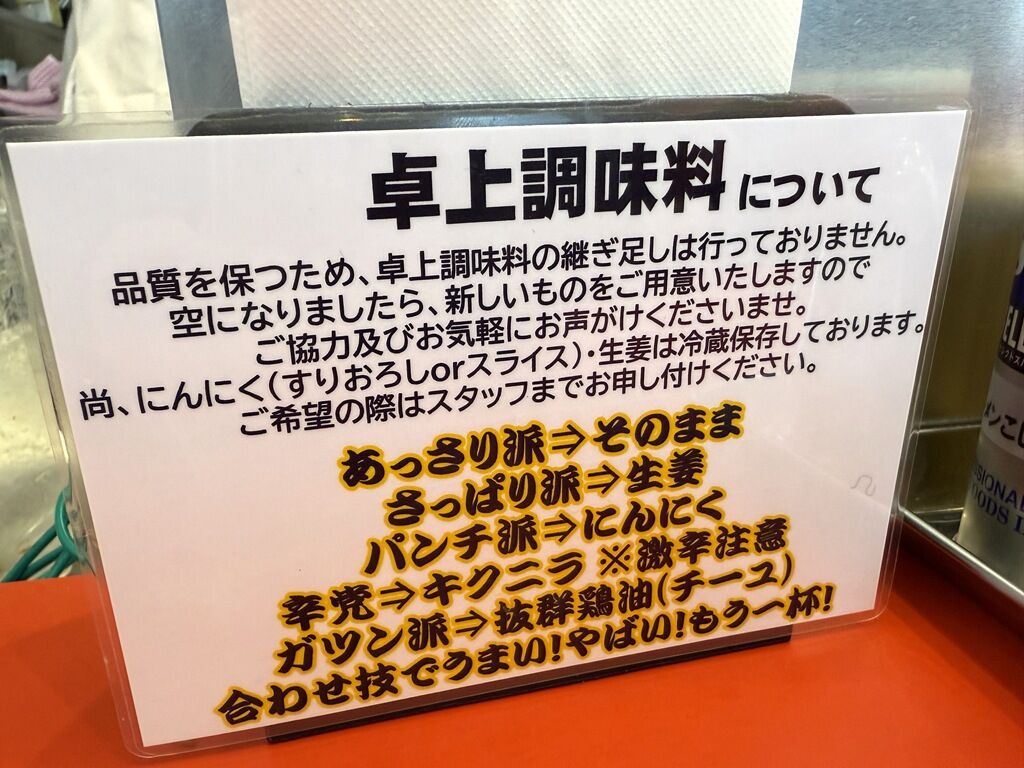 卓上調味料について
品質を保つため、卓上調味料の継ぎ足しは行っておりません。
空になりましたら、新しいものをご用意いたしますので
ご協力及びお気軽にお声がけくださいませ。
尚、にんにく(すりおろしorスライス)・生姜は冷蔵保存しております。
ご希望の際はスタッフまでお申し付けください。
あっさり派⇒そのまま
さっぱり派⇒生姜
パンチ派⇒にんにく
辛党⇒キクニラ ※激辛注意
ガツン派⇒抜群鶏油(チーユ)
合わせ技でうまい!やばい!もう一杯!